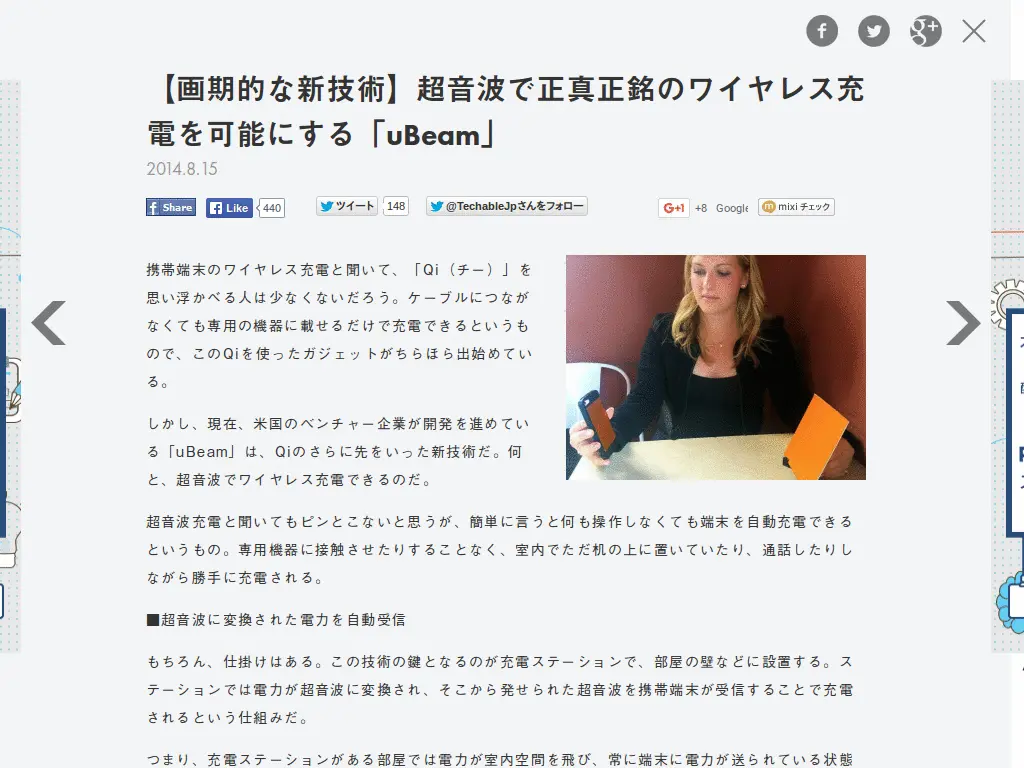 【画期的な新技術】超音波で正真正銘のワイヤレス充
電を可能にする「uBeam」
2014.8.15
Share
Like
440
ツイート
148
@TechableJpさんをフォロー
G+1
+8
Google
mixi チェック
携帯端末のワイヤレス充電と聞いて、「Qi（チー）」を
思い浮かべる人は少なくないだろう。ケーブルにつなが
なくても専用の機器に載せるだけで充電できるというも
ので、このQiを使ったガジェットがちらほら出始めてい
る。
しかし、現在、米国のベンチャー企業が開発を進めてい
る「uBeam」は、Qiのさらに先をいった新技術だ。何
と、超音波でワイヤレス充電できるのだ。
超音波充電と聞いてもピンとこないと思うが、簡単に言うと何も操作しなくても端末を自動充電できる
というもの。専用機器に接触させたりすることなく、室内でただ机の上に置いていたり、通話したりし
ながら勝手に充電される。
■超音波に変換された電力を自動受信
もちろん、仕掛けはある。この技術の鍵となるのが充電ステーションで、部屋の壁などに設置する。ス
テーションでは電力が超音波に変換され、そこから発せられた超音波を携帯端末が受信することで充電
されるという仕組みだ。
つまり、充電ステーションがある部屋では電力が室内空間を飛び、常に端末に電力が送られている状態